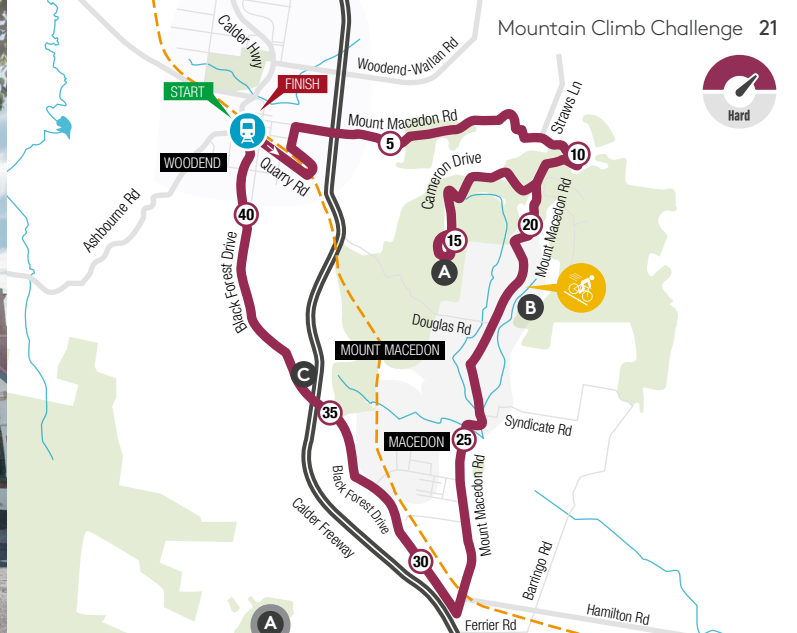 Mountain Climb Challenge 21
Hard
Calder Hwy
Woodend-Wallan Rd
START
FINISH
Straws Ln
Mount Macedon Rd
5
10
WOODEND
Quarry Rd
Cameron Drive
Ashbourne Rd
40
15
20
Mount Macedon Rd
A
B
Black Forest Drive
Douglas Rd
MOUNT MACEDON
C
35
Syndicate Rd
MACEDON
25
Black Forest Drive
Mount Macedon Rd
Calder Freeway
30
Barringo Rd
Hamilton Rd
Ferrier Rd
A